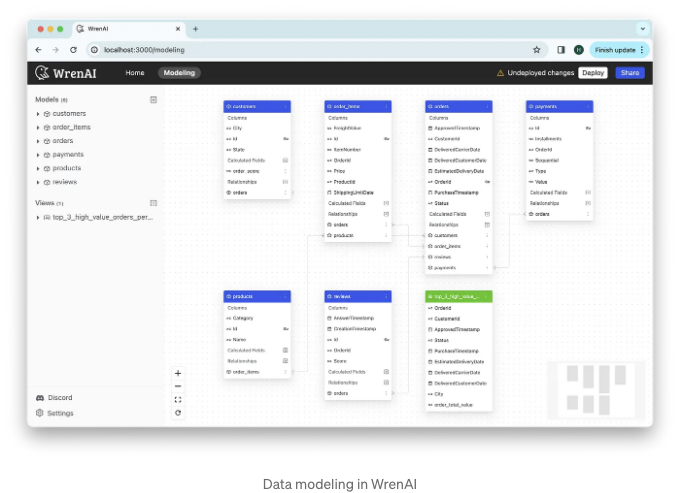 WrenAI
localhost:3000/modeling
Finish update
WrenAI
Home
Modeling
Undeployed changes
Deploy
Share
Models (6)
customers
order_items
orders
payments
products
reviews
Views (1)
top_3_high_value_orders_per...
Discord
Settings
customers
Columns
City
Id
State
Calculated Fields
order_score
Relationships
orders
order_items
Columns
FreightValue
Id
ItemNumber
OrderId
Price
ProductId
ShippingLimitDate
Calculated Fields
Relationships
orders
products
orders
Columns
ApprovedTimestamp
CustomerId
DeliveredCarrierDate
DeliveredCustomerDate
EstimatedDeliveryDate
OrderId
PurchaseTimestamp
Status
Calculated Fields
Relationships
customers
order_items
reviews
payments
payments
Columns
Id
Installments
OrderId
Sequential
Type
Value
Calculated Fields
Relationships
orders
products
Columns
Category
Id
Name
Calculated Fields
Relationships
order_items
reviews
Columns
AnswerTimestamp
CreationTimestamp
Id
OrderId
Score
Calculated Fields
Relationships
orders
top_3_high_value_...
OrderId
CustomerId
ApprovedTimestamp
Status
PurchaseTimestamp
EstimatedDeliveryDate
DeliveredCarrierDate
DeliveredCustomerDate
City
order_total_value
Data modeling in WrenAI